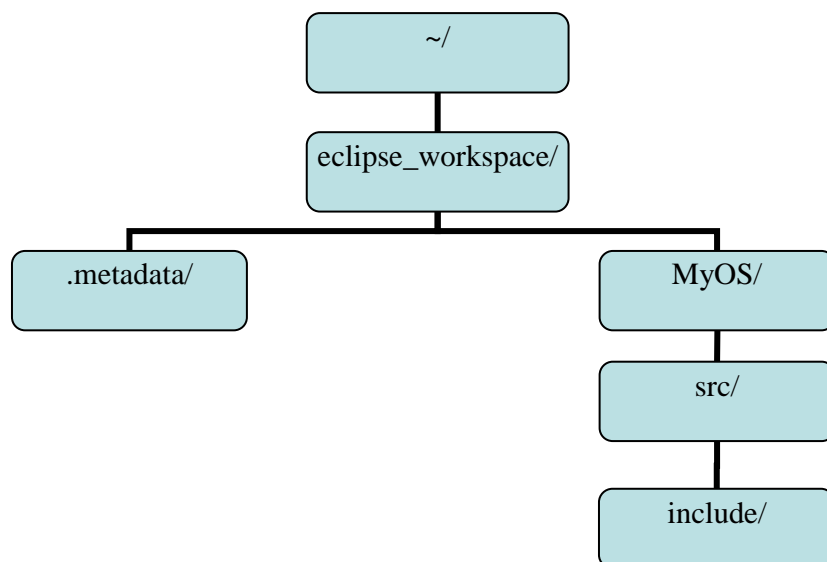 ~/
eclipse_workspace/
.metadata/
MyOS/
src/
include/